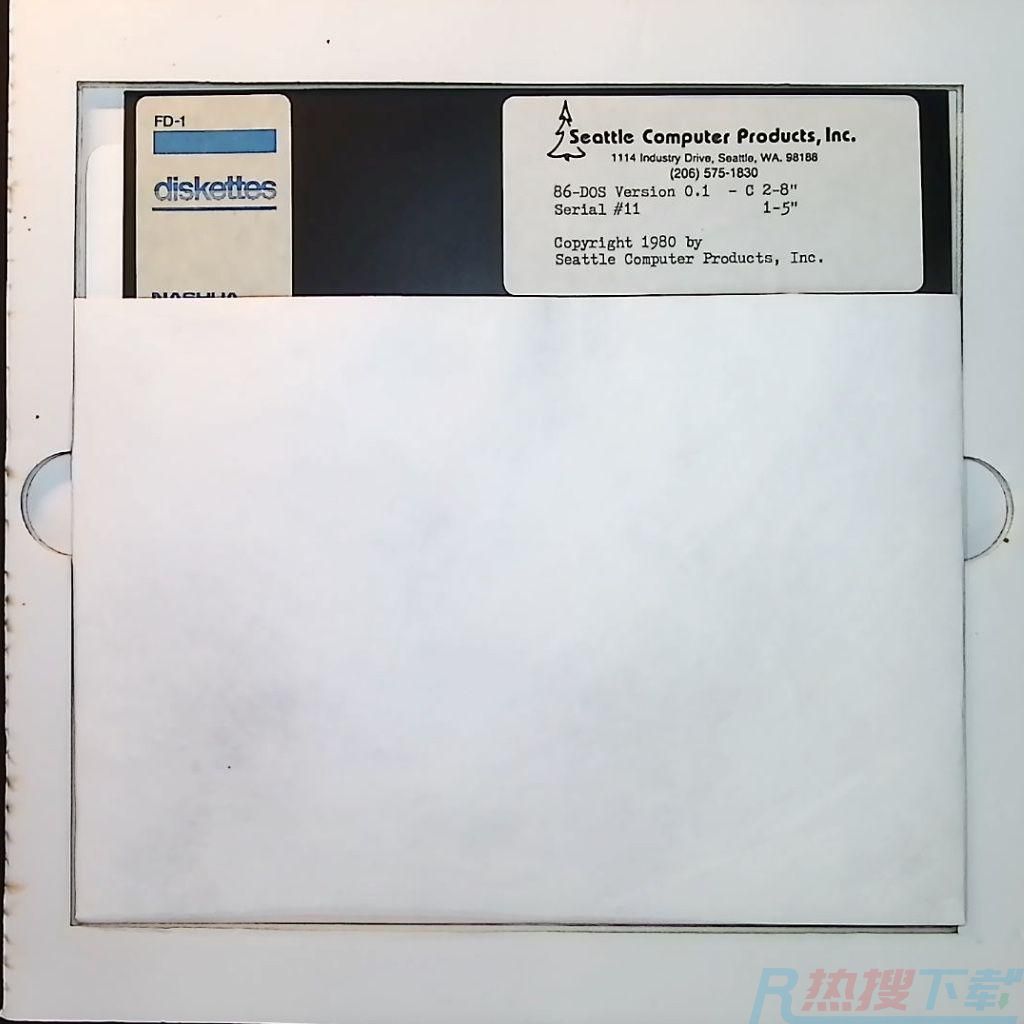 FD-1
diskettes
NASHUA
Seattle Computer Products, Inc.
1114 Industry Drive, Seattle, WA. 98188
(206) 575-1830
86-DOS Version 0.1 - C 2-8"
Serial #11 1-5"
Copyright 1980 by
Seattle Computer Products, Inc.
R热搜下载